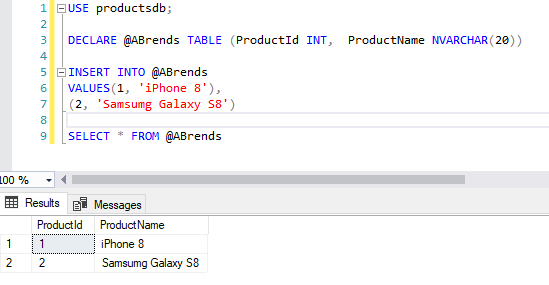 1 USE productsdb;
2
3 DECLARE @ABrends TABLE (ProductId INT,  ProductName NVARCHAR(20))
4
5 INSERT INTO @ABrends
6 VALUES(1, 'iPhone 8'),
7 (2, 'Samsumg Galaxy S8')
8
9 SELECT * FROM @ABrends
100 %
Results Messages
ProductId ProductName
1 1 iPhone 8
2 2 Samsumg Galaxy S8